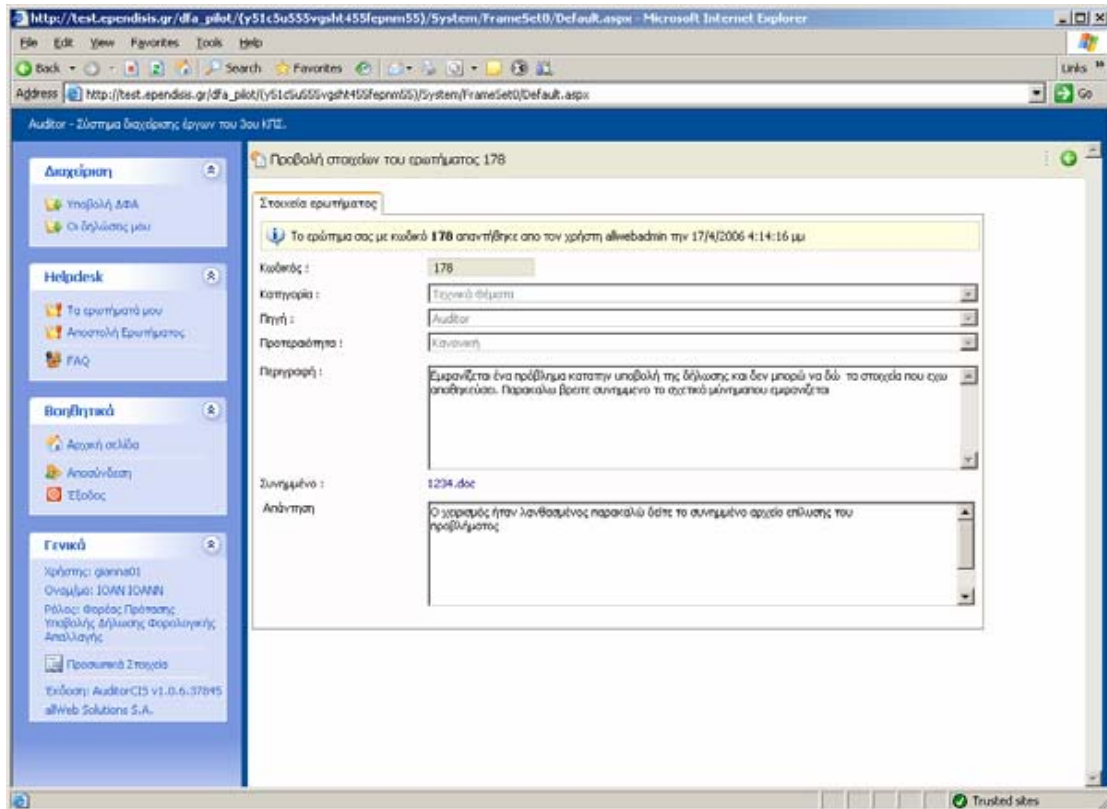 http://test.ependisis.gr/dfa_pilot/(y51c5u555vgsht455fepnm55)/System/FrameSet0/Default.aspx - Microsoft Internet Explorer
File Edit View Favorites Tools Help
Back Search Favorites Links
Address http://test.ependisis.gr/dfa_pilot/(y51c5u555vgsht455fepnm55)/System/FrameSet0/Default.aspx Go
Auditor - Σύστημα διαχείρισης έργων του 3ου ΚΠΣ.
Διαχείριση
Υποβολή ΔΦΑ
Οι δηλώσεις μου
Helpdesk
Τα ερωτήματά μου
Αποστολή Ερωτήματος
FAQ
Βοηθητικά
Αρχική σελίδα
Αποσύνδεση
Έξοδος
Γενικά
Χρήστης: gianna01
Ονομ/μο: IOAN IOANN
Ρόλος: Φορέας Πρότασης
Υποβολής Δήλωσης Φορολογικής
Απαλλαγής
Προσωπικά Στοιχεία
Έκδοση: AuditorCIS v1.0.6.37845
allWeb Solutions S.A.
Προβολή στοιχείων του ερωτήματος 178
Στοιχεία ερωτήματος
Το ερώτημα σας με κωδικό 178 απαντήθηκε απο τον χρήστη allwebadmin την 17/4/2006 4:14:16 μμ
Κωδικός : 178
Κατηγορία : Τεχνικά Θέματα
Πηγή : Auditor
Προτεραιότητα : Κανονική
Περιγραφή : Εμφανίζεται ένα πρόβλημα κατατην υποβολή της δήλωσης και δεν μπορώ να δώ τα στοιχεία που εχω
αποθηκεύσει. Παρακαλω βρειτε συνημμενο το σχετικό μύνημαπου εμφανίζεται
Συνημμένο : 1234.doc
Απάντηση Ο χειρισμός ήταν λανθασμένος παρακαλώ δείτε το συνημμένο αρχείο επίλυσης του
προβλήματος
Trusted sites